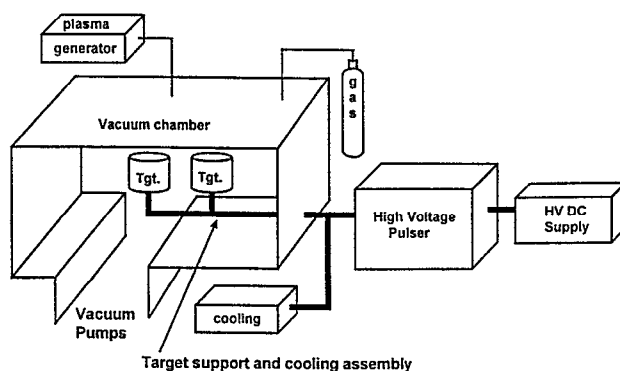 plasma
generator
gas
Vacuum chamber
Tgt.
Tgt.
High Voltage
Pulser
HV DC
Supply
Vacuum
Pumps
cooling
Target support and cooling assembly